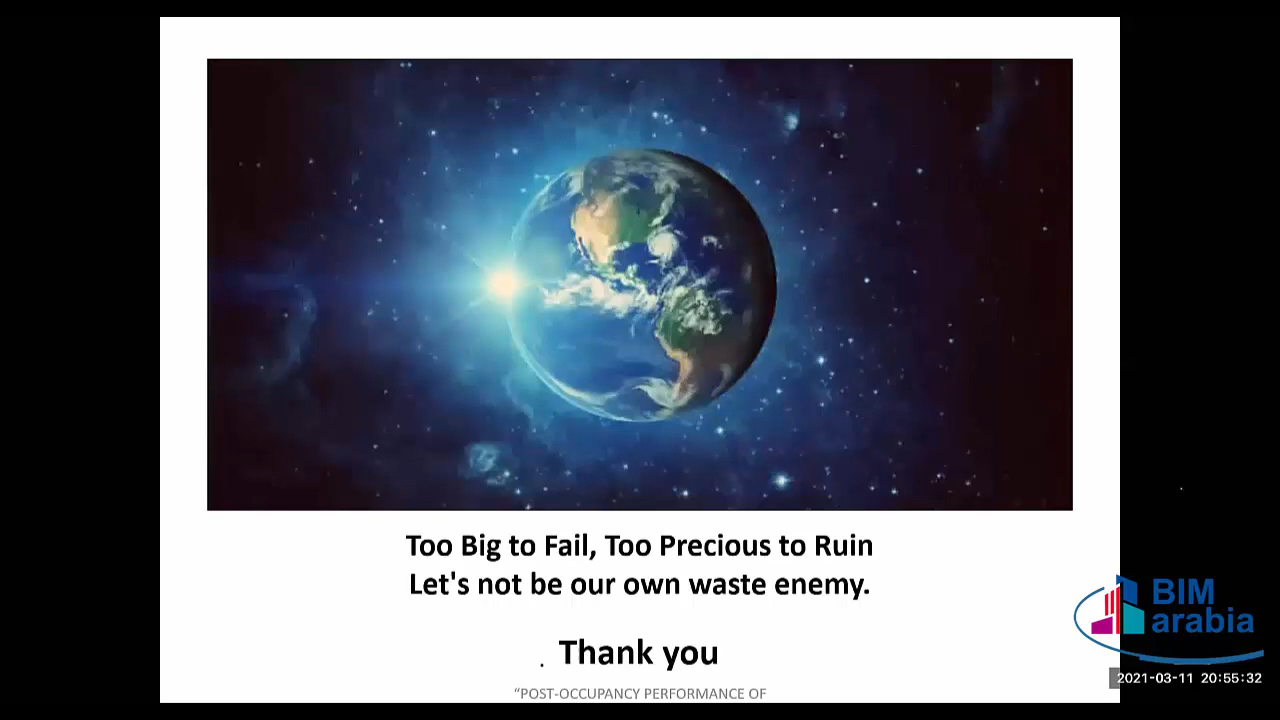 Too Big to Fail, Too Precious to Ruin
Let's not be our own waste enemy.
. Thank you
“POST-OCCUPANCY PERFORMANCE OF
BIM
arabia
2021-03-11 20:55:32